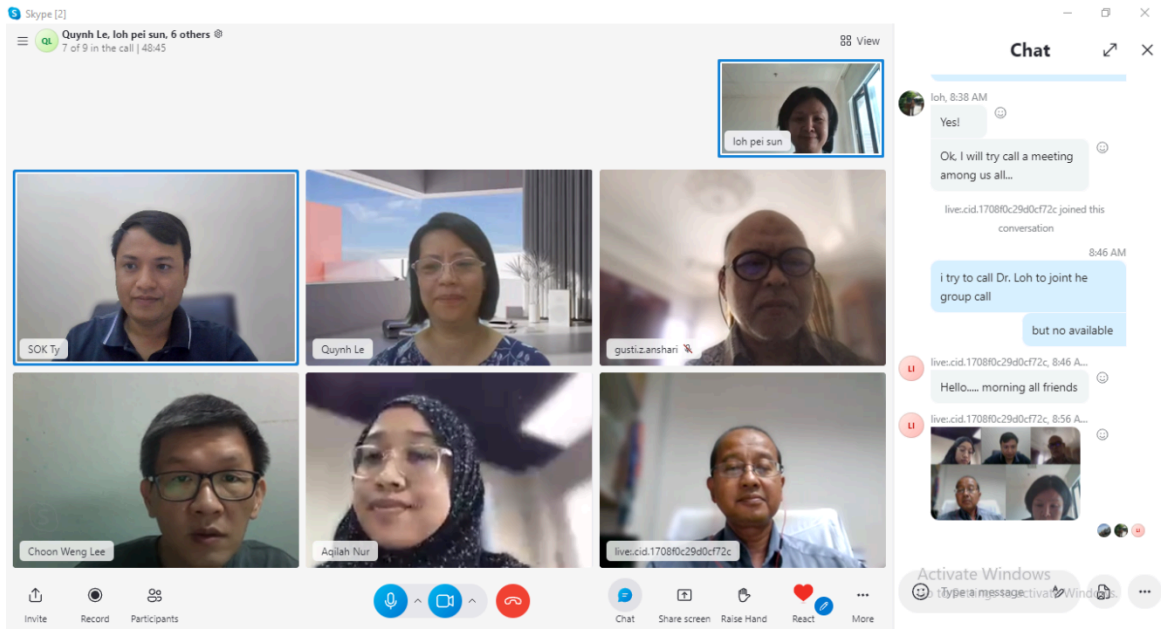 Skype [2]
QL
Quynh Le, loh pei sun, 6 others
7 of 9 in the call | 48:45
View
loh pei sun
SOK Ty
Quynh Le
gusti.z.anshari
Choon Weng Lee
Aqilah Nur
live:.cid.1708f0c29d0cf72c
Invite
Record
Participants
Chat
Share screen
Raise Hand
React
More
Chat
loh, 8:38 AM
Yes!
Ok, I will try call a meeting
among us all...
live:.cid.1708f0c29d0cf72c joined this
conversation
8:46 AM
i try to call Dr. Loh to joint he
group call
but no available
LI
live:.cid.1708f0c29d0cf72c, 8:46 A...
Hello..... morning all friends
LI
live:.cid.1708f0c29d0cf72c, 8:56 A...
LI
Activate Windows
Type a message